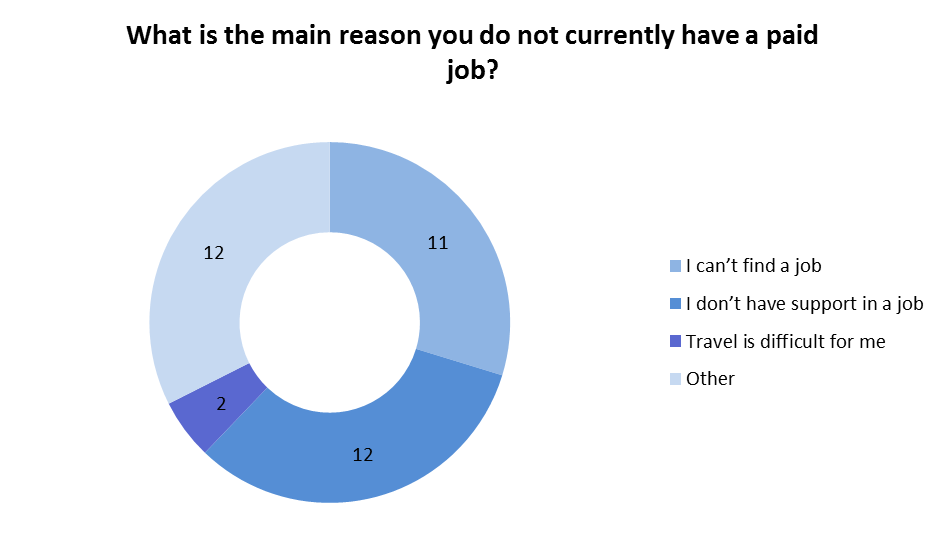 What is the main reason you do not currently have a paid
job?
11
12
2
12
I can’t find a job
I don’t have support in a job
Travel is difficult for me
Other